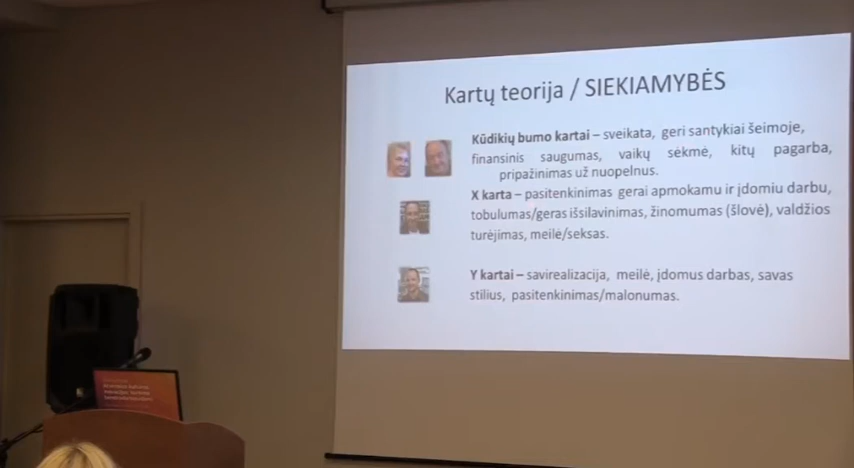 Kartų teorija / SIEKIAMYBĖS
Kūdikių bumo kartai – sveikata, geri santykiai šeimoje,
finansinis saugumas, vaikų sėkmė, kitų pagarba,
pripažinimas už nuopelnus.
X karta – pasitenkinimas gerai apmokamu ir įdomiu darbu,
tobulumas/geras išsilavinimas, žinomumas (šlovė), valdžios
turėjimas, meilė/seksas.
Y kartai – savirealizacija, meilė, įdomus darbas, savas
stilius, pasitenkinimas/malonumas.